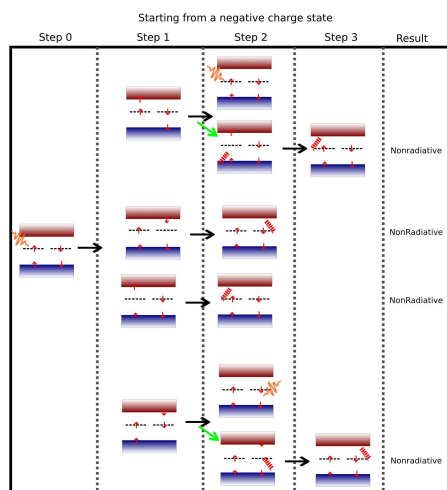 Starting from a negative charge state
Step 0 Step 1 Step 2 Step 3 Result
Nonradiative
NonRadiative
NonRadiative
Nonradiative